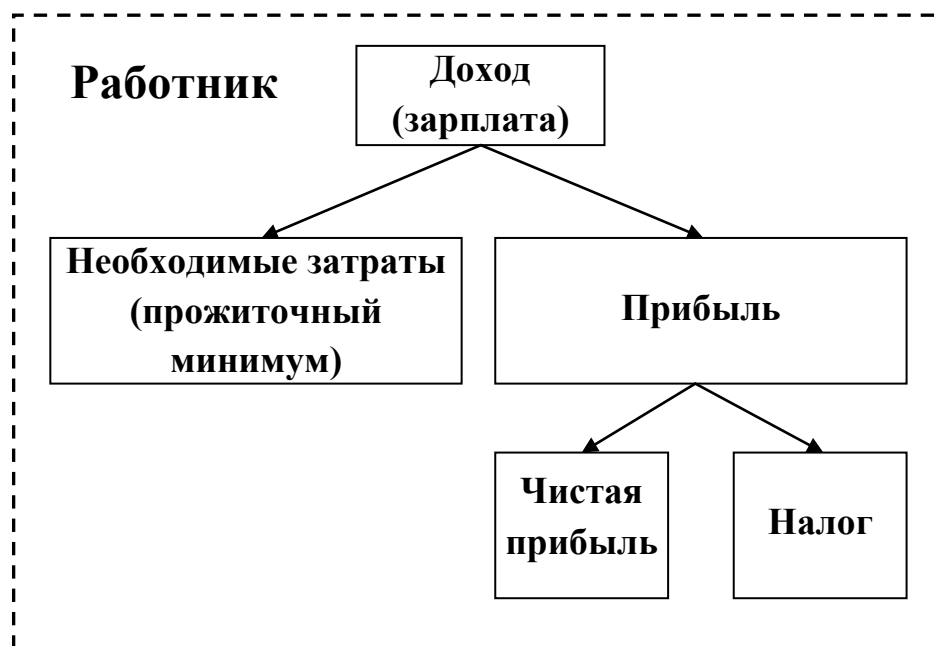 Работник
Доход
(зарплата)
Необходимые затраты
(прожиточный
минимум)
Прибыль
Чистая
прибыль
Налог